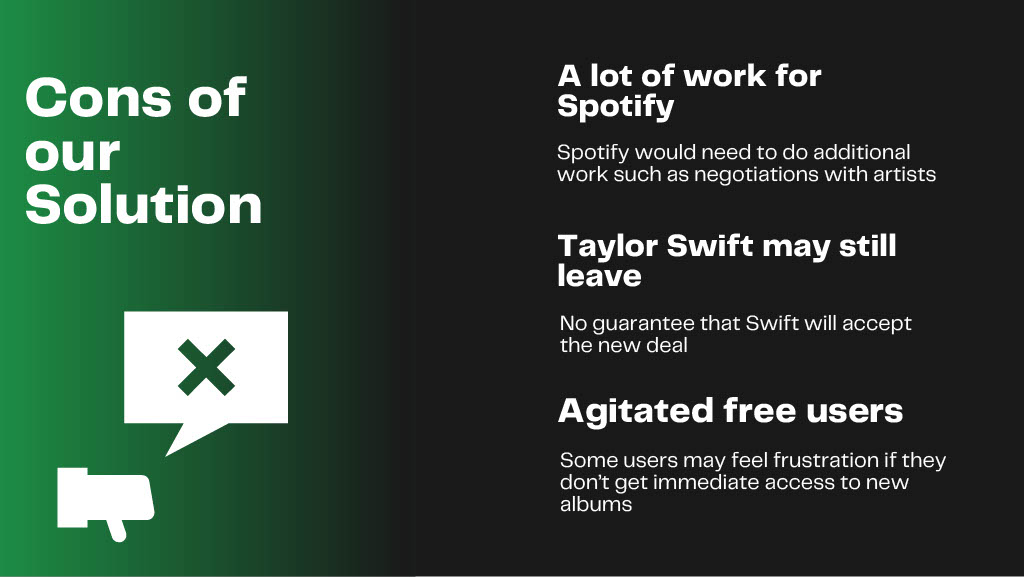 Cons of
our
Solution
A lot of work for
Spotify
Spotify would need to do additional
work such as negotiations with artists
Taylor Swift may still
leave
No guarantee that Swift will accept
the new deal
Agitated free users
Some users may feel frustration if they
don’t get immediate access to new
albums